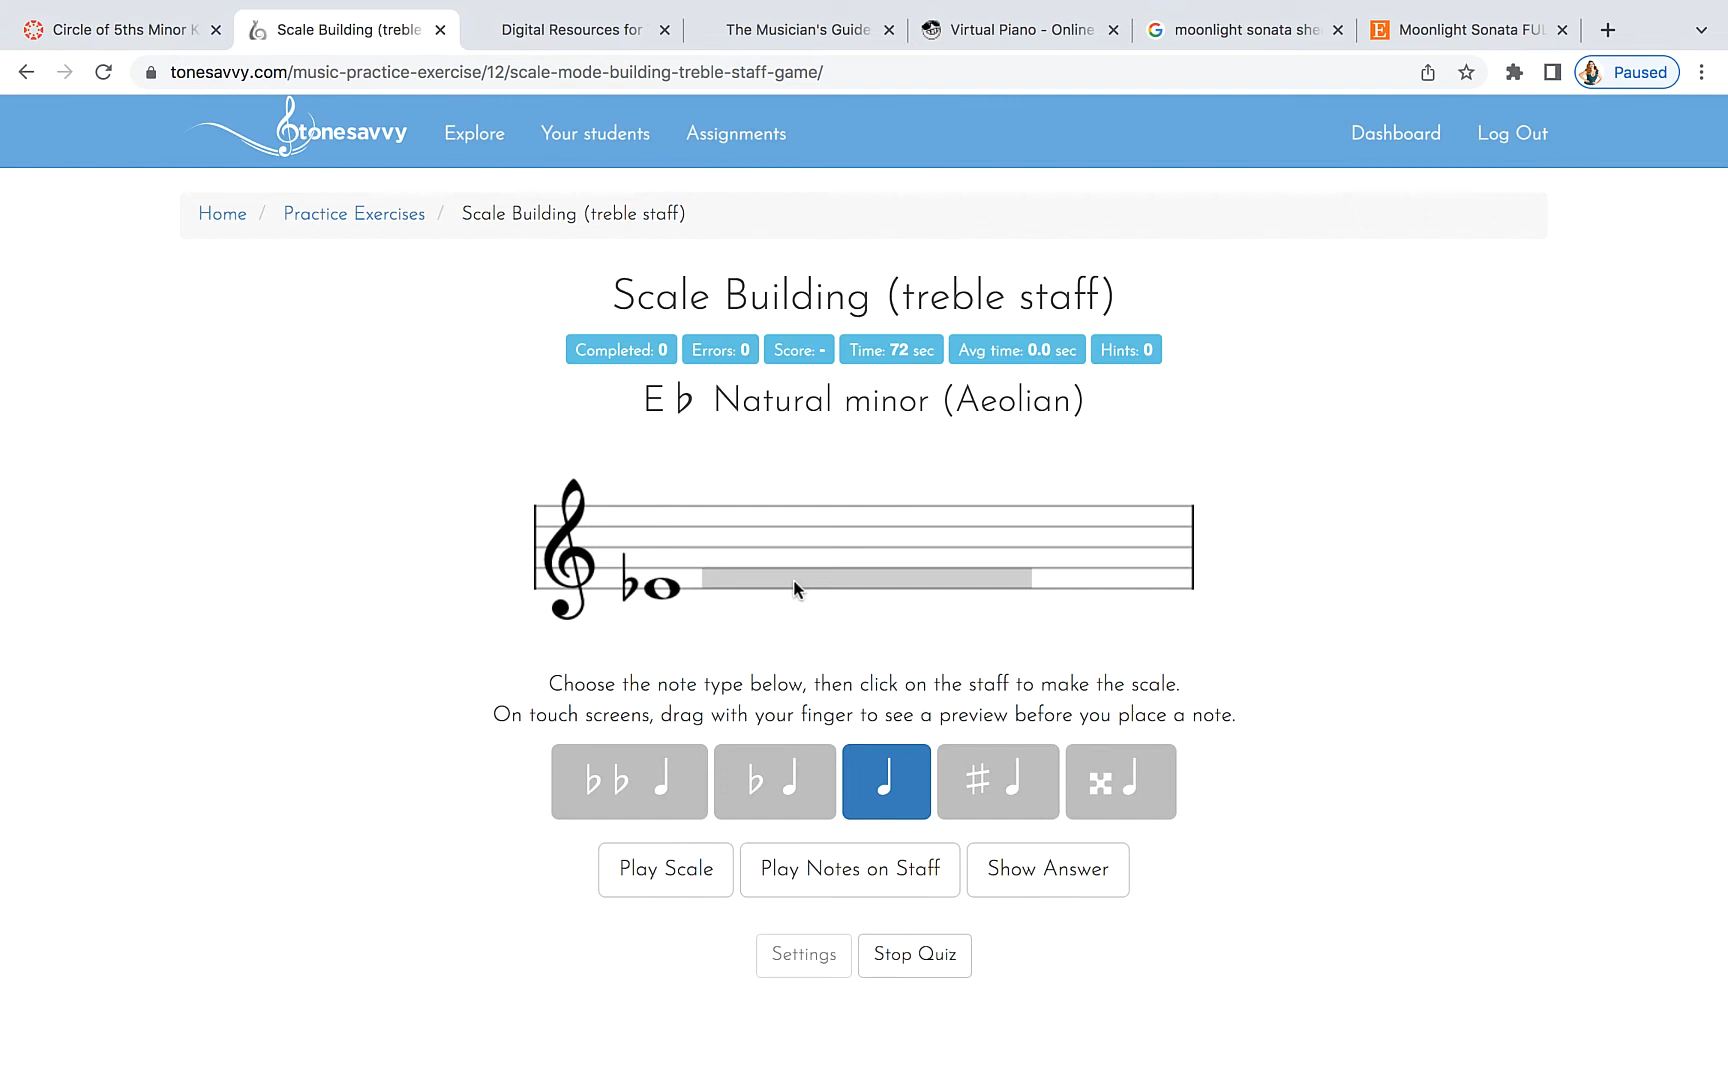 Circle of 5ths Minor K
Scale Building (treble
Digital Resources for
The Musician's Guide
Virtual Piano - Online
moonlight sonata she
Moonlight Sonata FUL
tonesavvy.com/music-practice-exercise/12/scale-mode-building-treble-staff-game/
Paused
tonesavvy
Explore
Your students
Assignments
Dashboard
Log Out
Home / Practice Exercises / Scale Building (treble staff)
Scale Building (treble staff)
Completed: 0
Errors: 0
Score: -
Time: 72 sec
Avg time: 0.0 sec
Hints: 0
E♭ Natural minor (Aeolian)
Choose the note type below, then click on the staff to make the scale.
On touch screens, drag with your finger to see a preview before you place a note.
Play Scale
Play Notes on Staff
Show Answer
Settings
Stop Quiz